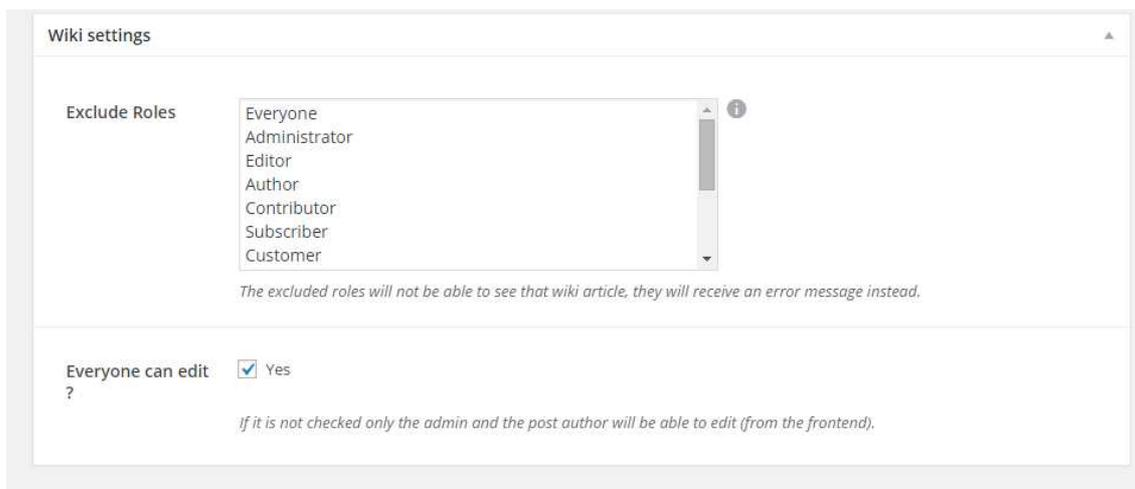 Wiki settings
Exclude Roles
Everyone
Administrator
Editor
Author
Contributor
Subscriber
Customer
The excluded roles will not be able to see that wiki article, they will receive an error message instead.
Everyone can edit
?
Yes
If it is not checked only the admin and the post author will be able to edit (from the frontend).